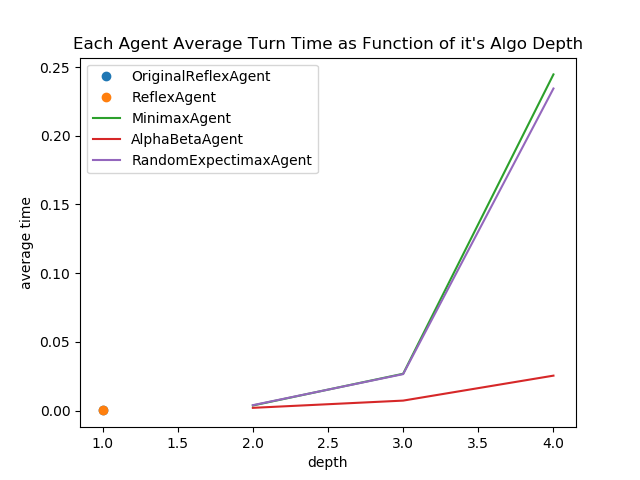 Each Agent Average Turn Time as Function of it's Algo Depth
OriginalReflexAgent
ReflexAgent
MinimaxAgent
AlphaBetaAgent
RandomExpectimaxAgent
average time
0.25
0.20
0.15
0.10
0.05
0.00
1.0 1.5 2.0 2.5 3.0 3.5 4.0
depth